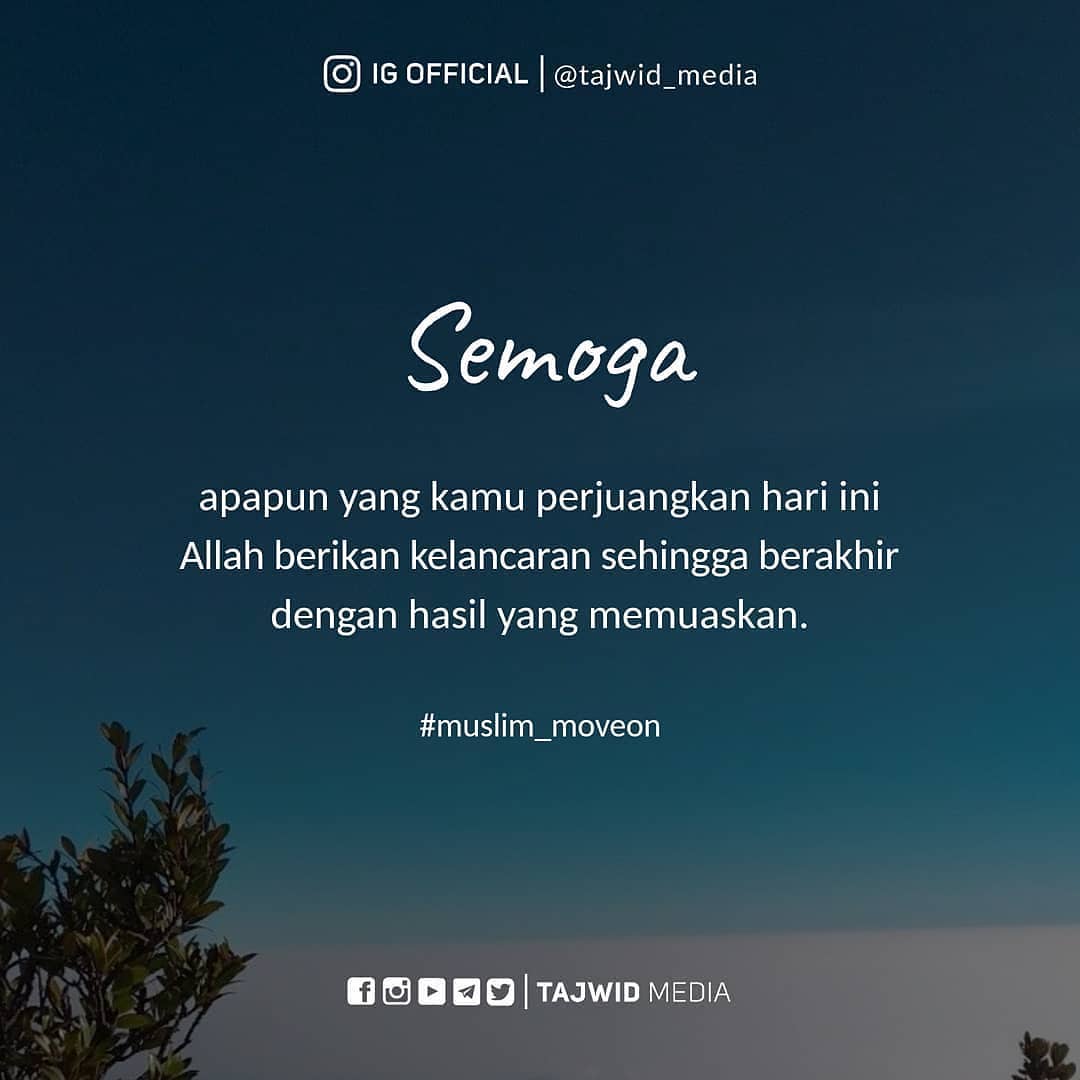 IG OFFICIAL | @tajwid_media
Semoga
apapun yang kamu perjuangkan hari ini
Allah berikan kelancaran sehingga berakhir
dengan hasil yang memuaskan.
#muslim_moveon
TAJWID MEDIA